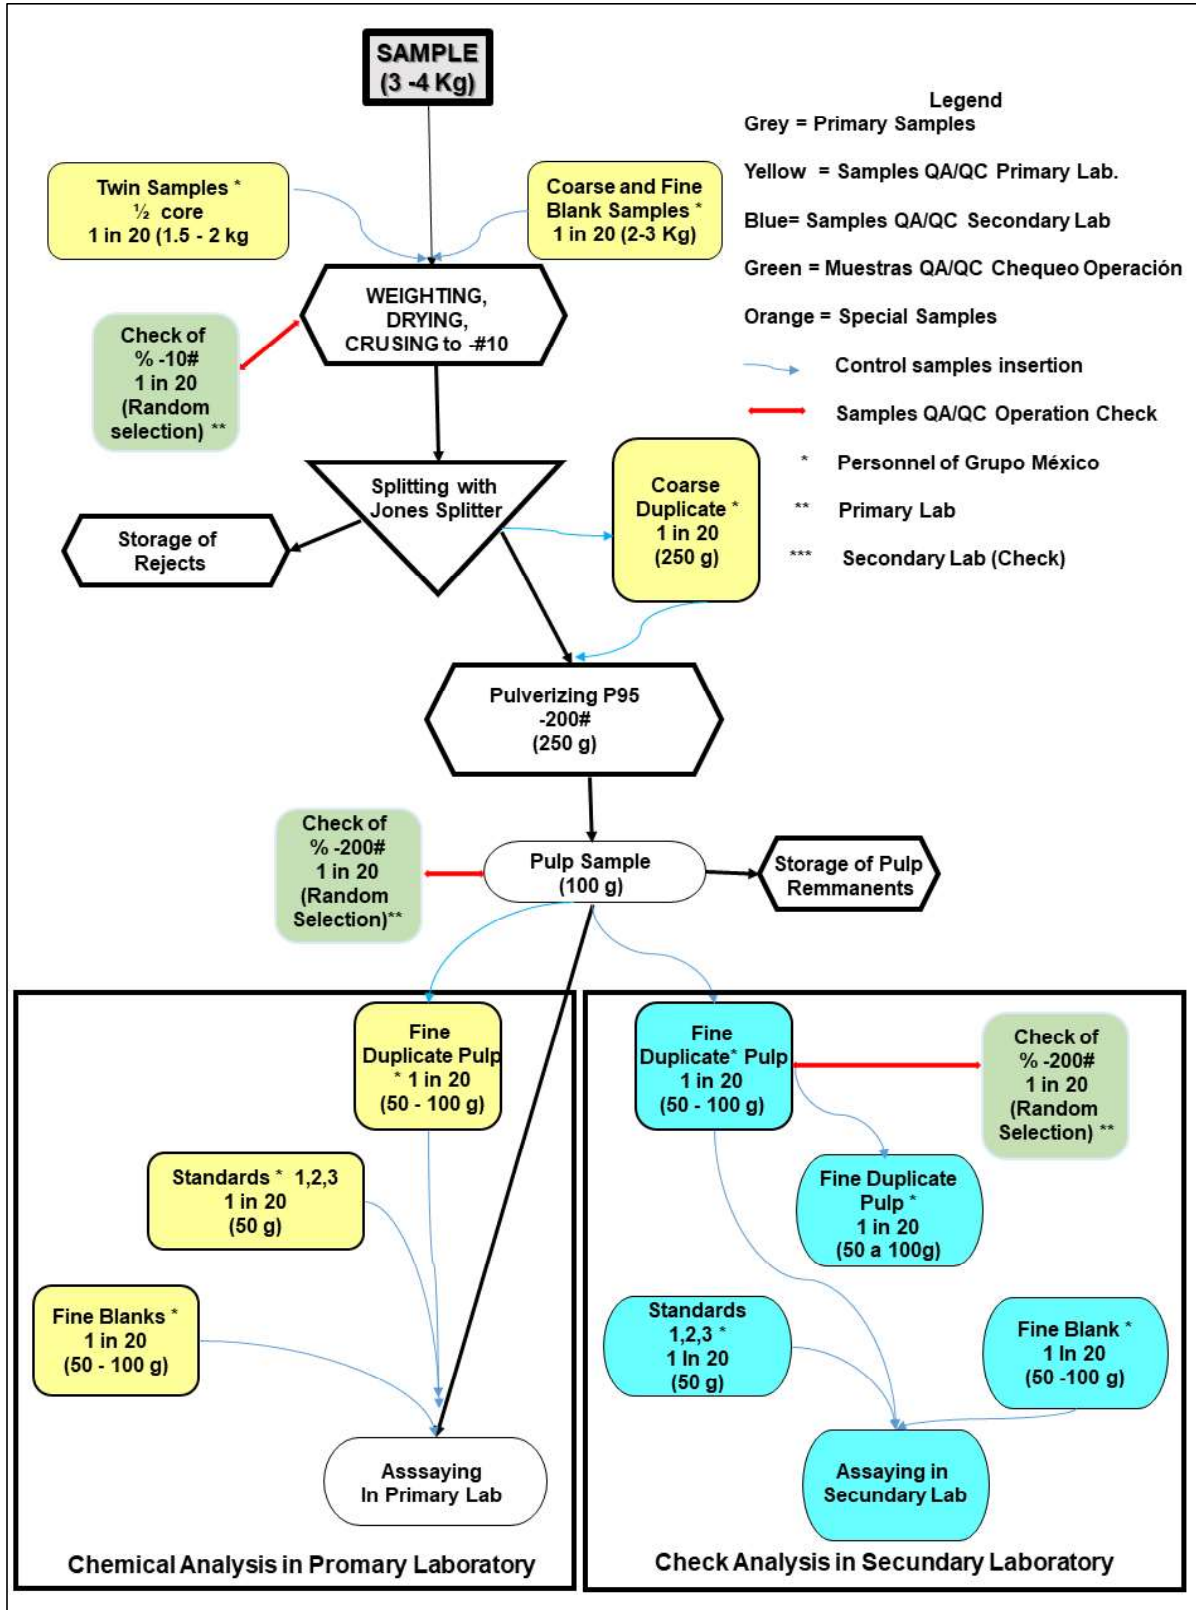 SAMPLE
(3 -4 Kg)
Legend
Grey = Primary Samples
Yellow = Samples QA/QC Primary Lab.
Blue= Samples QA/QC Secondary Lab
Green = Muestras QA/QC Chequeo Operación
Orange = Special Samples
Control samples insertion
Samples QA/QC Operation Check
* Personnel of Grupo México
** Primary Lab
*** Secondary Lab (Check)
Twin Samples *
½ core
1 in 20 (1.5 - 2 kg
Coarse and Fine
Blank Samples *
1 in 20 (2-3 Kg)
WEIGHTING,
DRYING,
CRUSING to -#10
Check of
% -10#
1 in 20
(Random
selection) **
Splitting with
Jones Splitter
Coarse
Duplicate *
1 in 20
(250 g)
Storage of
Rejects
Pulverizing P95
-200#
(250 g)
Check of
% -200#
1 in 20
(Random
Selection)**
Pulp Sample
(100 g)
Storage of Pulp
Remmanents
Fine
Duplicate Pulp
* 1 in 20
(50 - 100 g)
Standards * 1,2,3
1 in 20
(50 g)
Fine Blanks *
1 in 20
(50 - 100 g)
Asssaying
In Primary Lab
Chemical Analysis in Promary Laboratory
Fine
Duplicate* Pulp
1 in 20
(50 - 100 g)
Check of
% -200#
1 in 20
(Random
Selection) **
Fine Duplicate
Pulp *
1 in 20
(50 a 100g)
Standards
1,2,3 *
1 In 20
(50 g)
Fine Blank *
1 In 20
(50 -100 g)
Assaying in
Secundary Lab
Check Analysis in Secundary Laboratory